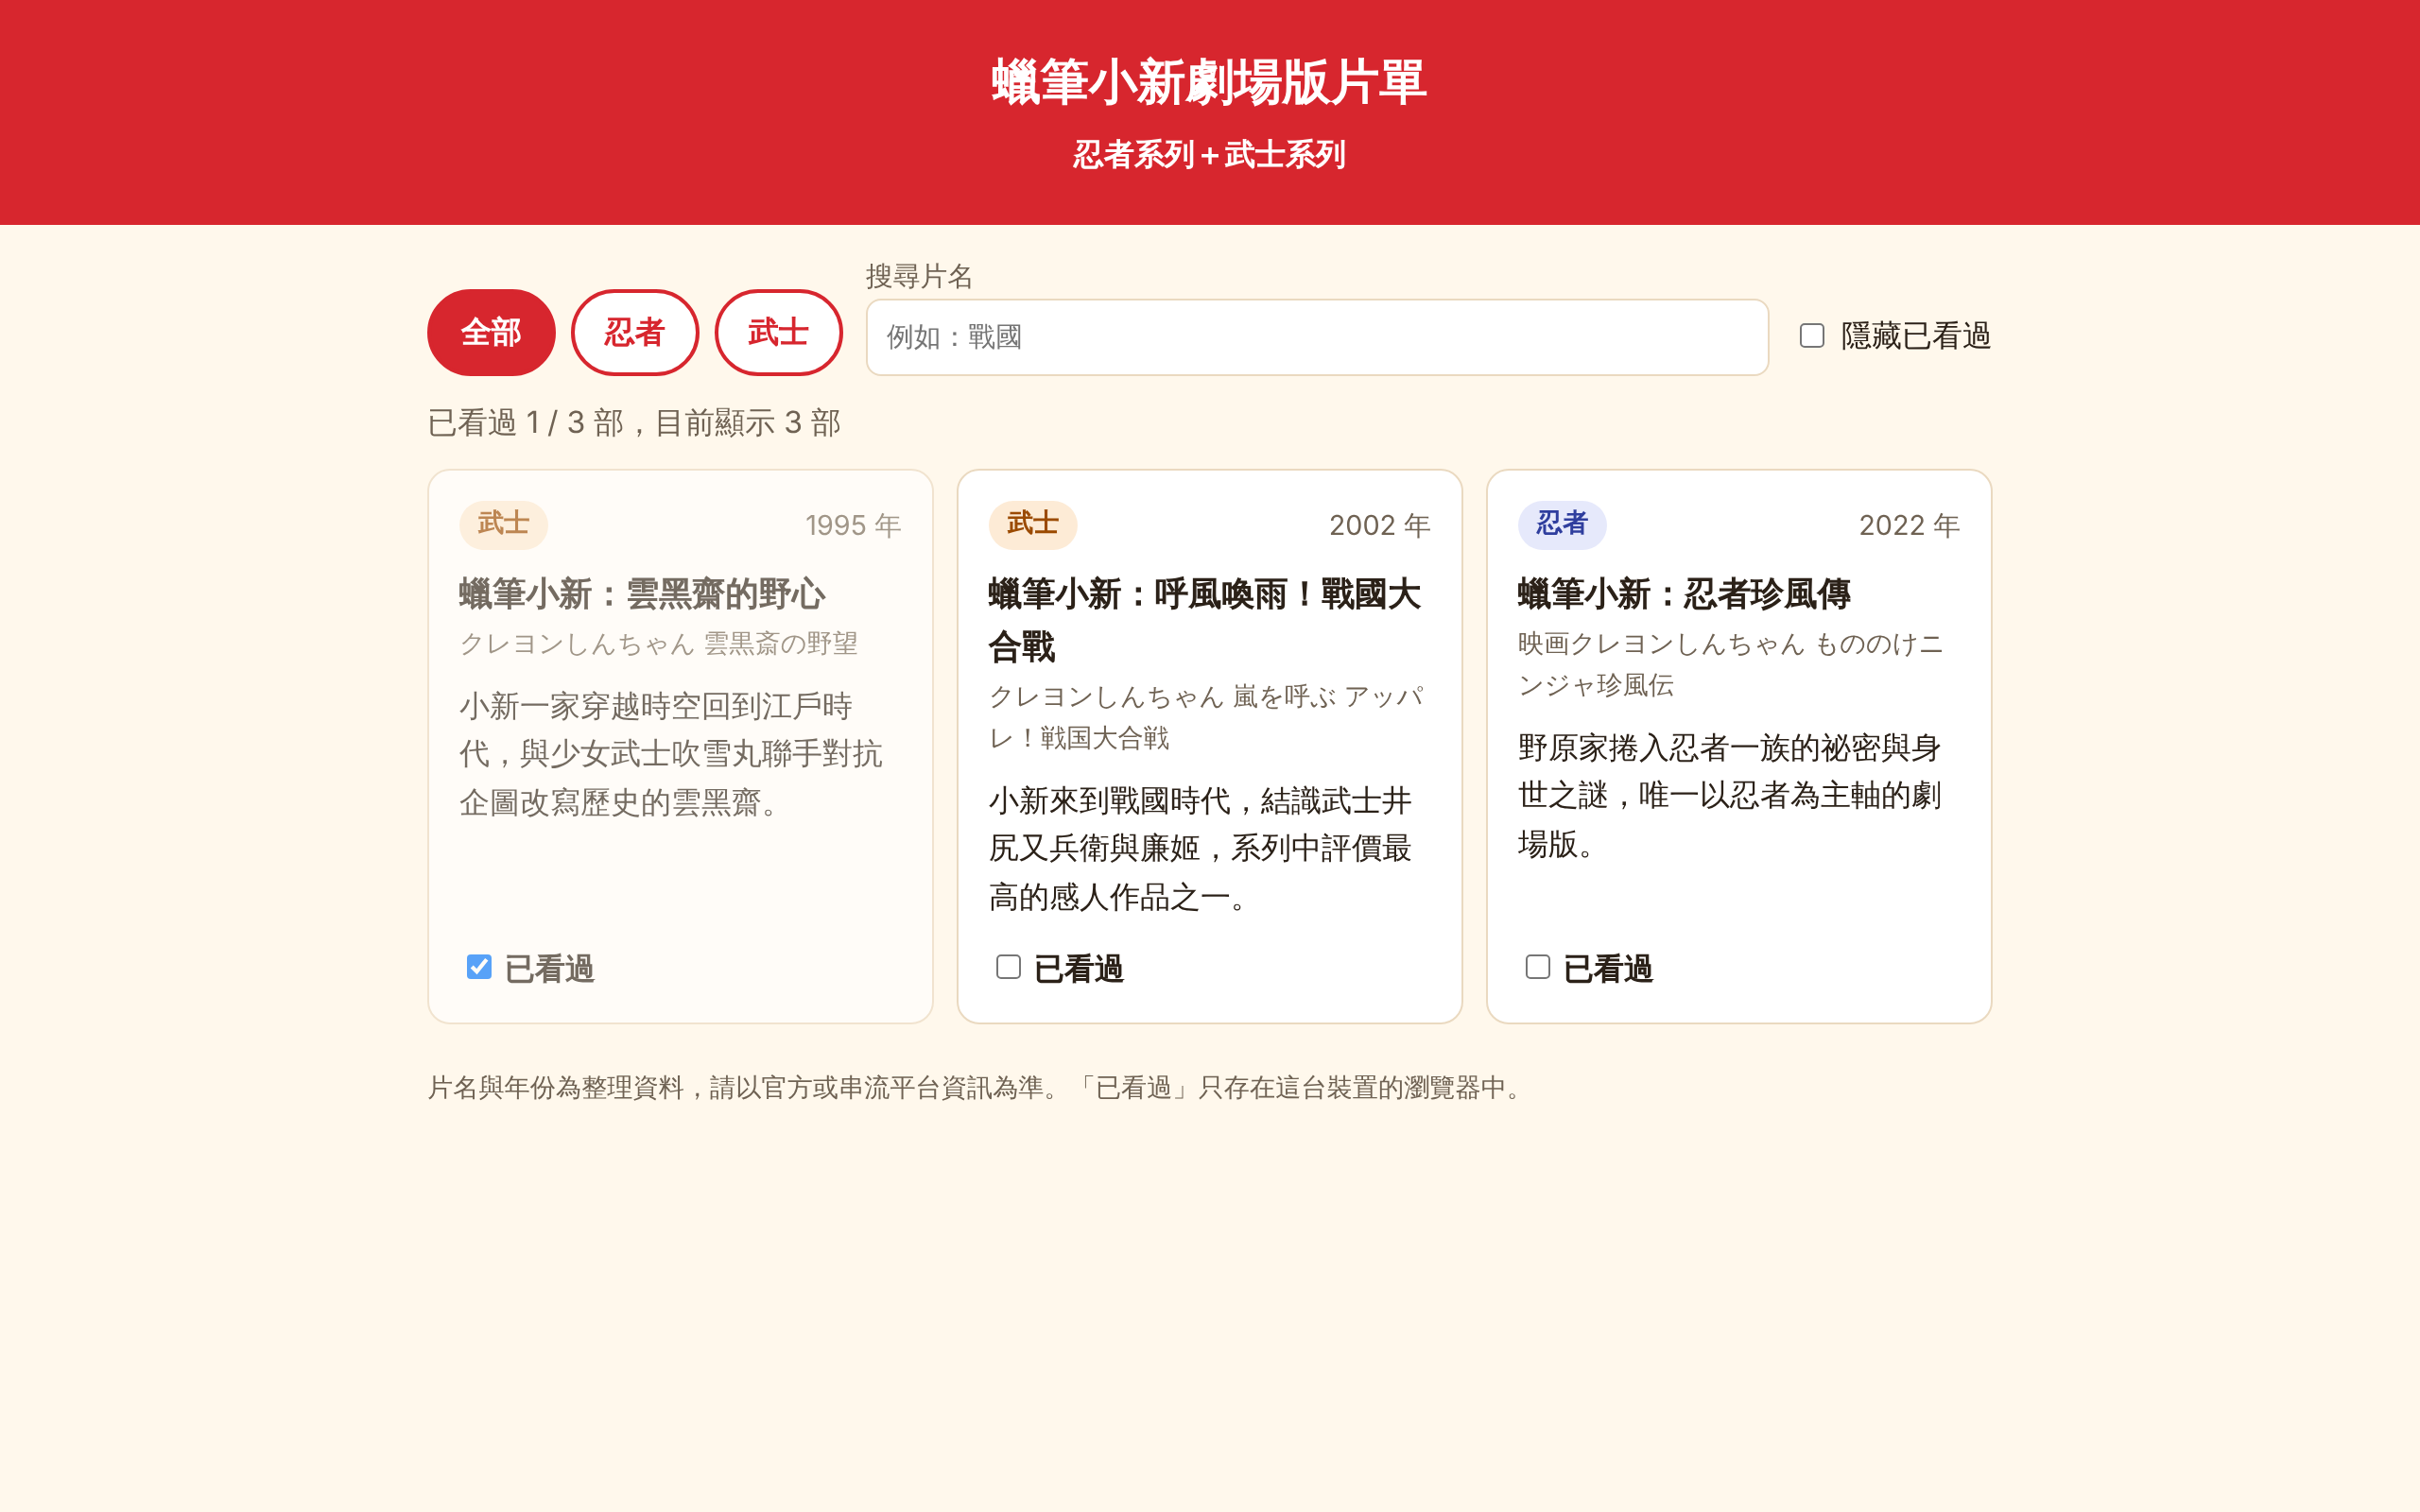 蠟筆小新劇場版片單
忍者系列 + 武士系列
全部
忍者
武士
搜尋片名
例如：戰國
隱藏已看過
已看過 1 / 3 部，目前顯示 3 部
武士
1995 年
蠟筆小新：雲黑齋的野心
クレヨンしんちゃん 雲黒斎の野望
小新一家穿越時空回到江戶時
代，與少女武士吹雪丸聯手對抗
企圖改寫歷史的雲黑齋。
已看過
武士
2002 年
蠟筆小新：呼風喚雨！戰國大
合戰
クレヨンしんちゃん 嵐を呼ぶ アッパ
レ！戦国大合戦
小新來到戰國時代，結識武士井
尻又兵衛與廉姬，系列中評價最
高的感人作品之一。
已看過
忍者
2022 年
蠟筆小新：忍者珍風傳
映画クレヨンしんちゃん もののけニ
ンジャ珍風伝
野原家捲入忍者一族的祕密與身
世之謎，唯一以忍者為主軸的劇
場版。
已看過
片名與年份為整理資料，請以官方或串流平台資訊為準。「已看過」只存在這台裝置的瀏覽器中。